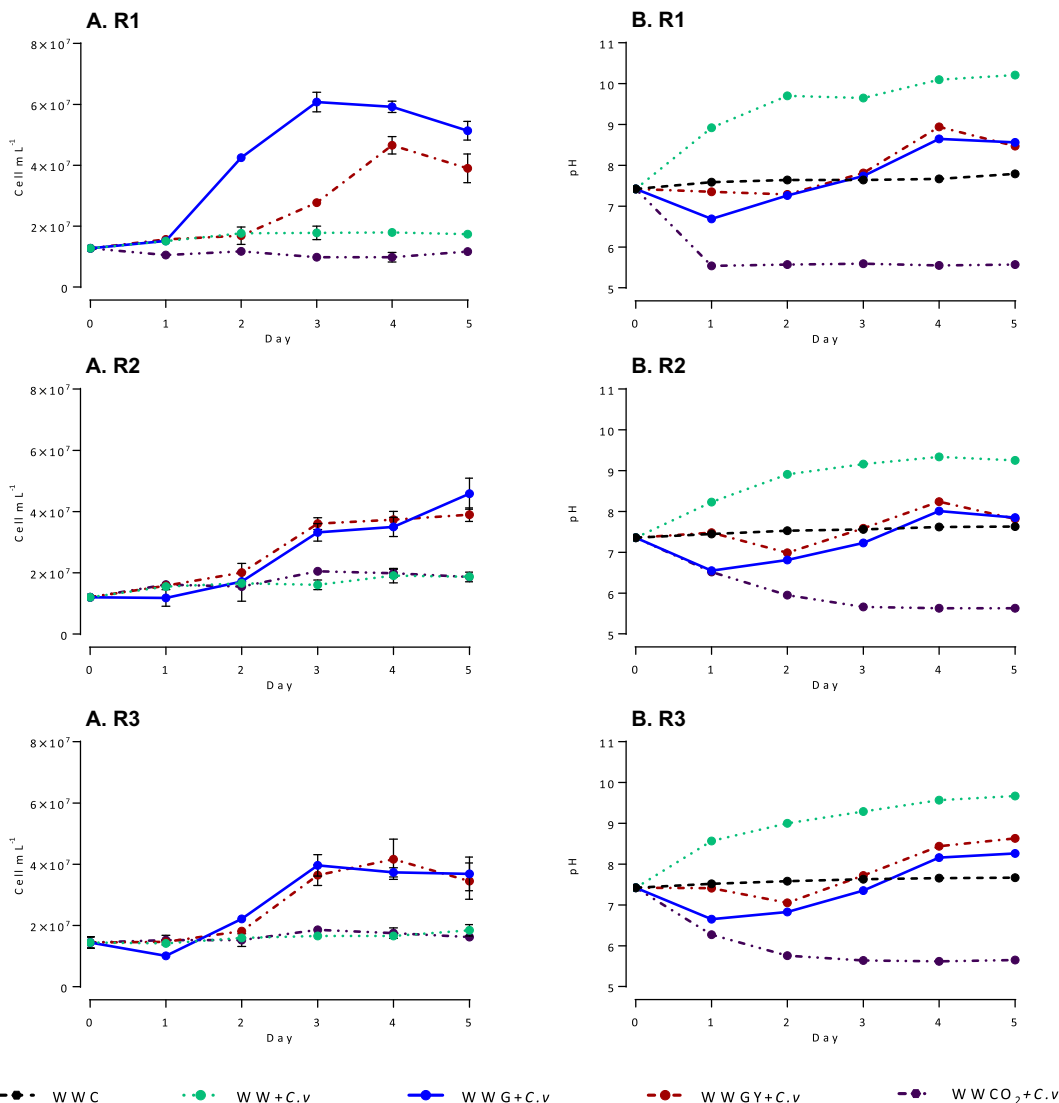 A. R1
8×10⁷
6×10⁷
4×10⁷
2×10⁷
0
Cell mL⁻¹
0 1 2 3 4 5
Day
B. R1
11
10
9
8
7
6
5
pH
0 1 2 3 4 5
Day
A. R2
8×10⁷
6×10⁷
4×10⁷
2×10⁷
0
Cell mL⁻¹
0 1 2 3 4 5
Day
B. R2
11
10
9
8
7
6
5
pH
0 1 2 3 4 5
Day
A. R3
8×10⁷
6×10⁷
4×10⁷
2×10⁷
0
Cell mL⁻¹
0 1 2 3 4 5
Day
B. R3
11
10
9
8
7
6
5
pH
0 1 2 3 4 5
Day
WWC WW+C.v WWG+C.v WWGY+C.v WWCO₂+C.v